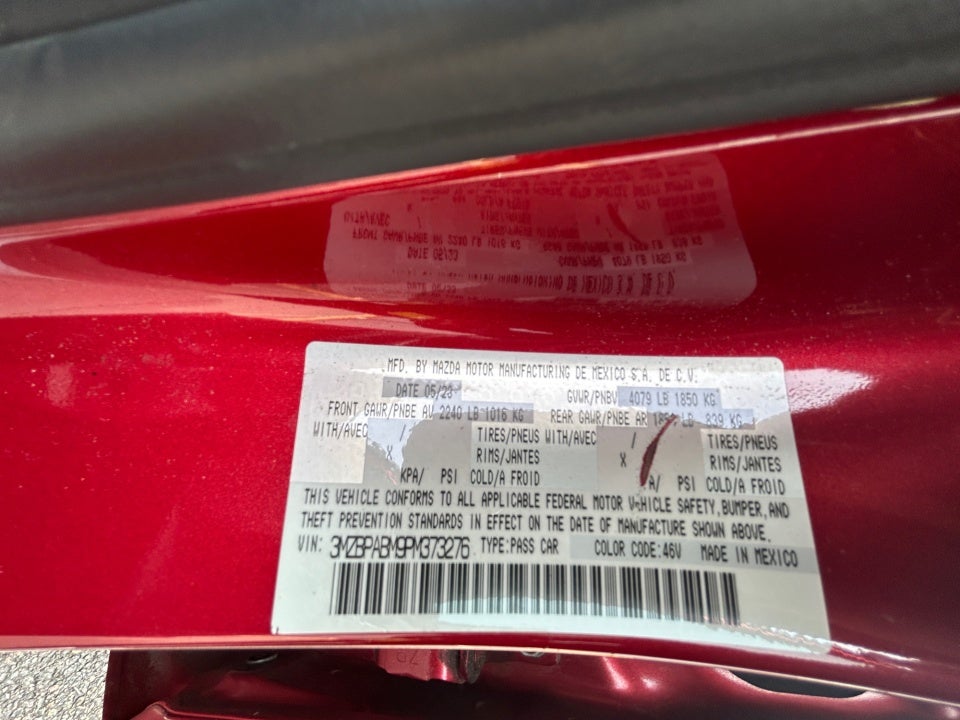 MFD. BY MAZDA MOTOR MANUFACTURING DE MEXICO S.A. DE C.V.
DATE 05/23 GVWR/PNBV 4079 LB 1850 KG
FRONT GAWR/PNBE AV 2240 LB 1016 KG REAR GAWR/PNBE AR LB 839 KG
WITH/AVEC / TIRES/PNEUS WITH/AVEC / TIRES/PNEUS
X RIMS/JANTES X RIMS/JANTES
KPA/ PSI COLD/A FROID PSI COLD/A FROID
THIS VEHICLE CONFORMS TO ALL APPLICABLE FEDERAL MOTOR VEHICLE SAFETY, BUMPER, AND
THEFT PREVENTION STANDARDS IN EFFECT ON THE DATE OF MANUFACTURE SHOWN ABOVE.
VIN: 3MZBPABM9PM373276 TYPE:PASS CAR COLOR CODE:46V MADE IN MEXICO